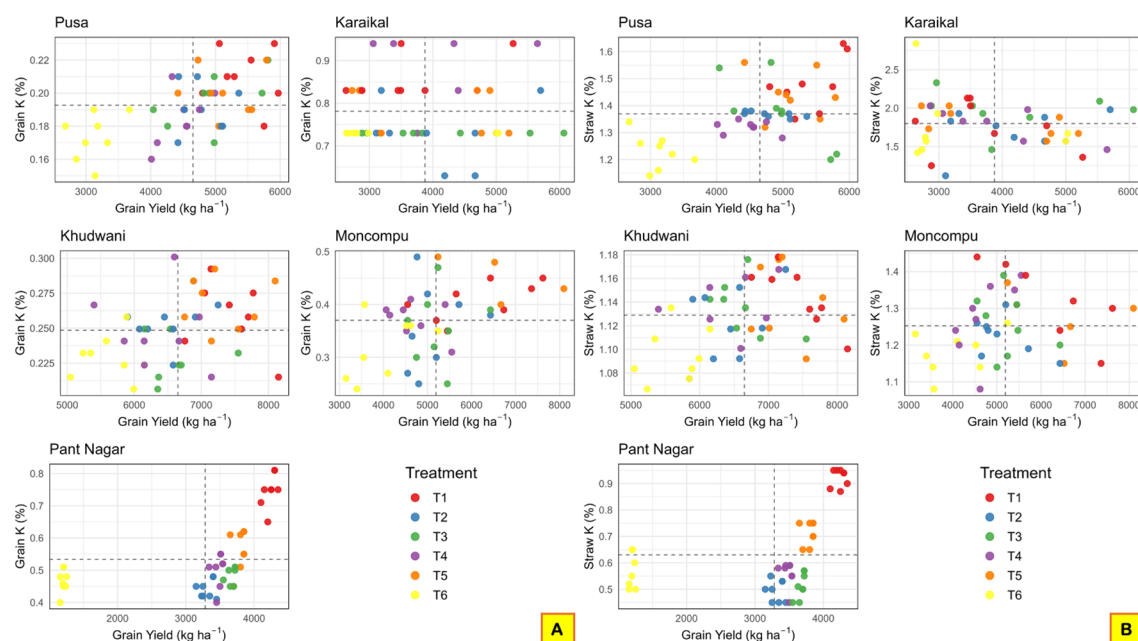 Pusa
Grain K (%)
0.22
0.20
0.18
0.16
3000
4000
5000
6000
Grain Yield (kg ha⁻¹)
Karaikal
Grain K (%)
0.9
0.8
0.7
3000
4000
5000
6000
Grain Yield (kg ha⁻¹)
Pusa
Straw K (%)
1.6
1.5
1.4
1.3
1.2
3000
4000
5000
6000
Grain Yield (kg ha⁻¹)
Karaikal
Straw K (%)
2.5
2.0
1.5
3000
4000
5000
6000
Grain Yield (kg ha⁻¹)
Khudwani
Grain K (%)
0.300
0.275
0.250
0.225
5000
6000
7000
8000
Grain Yield (kg ha⁻¹)
Moncompu
Grain K (%)
0.5
0.4
0.3
3000
4000
5000
6000
7000
8000
Grain Yield (kg ha⁻¹)
Khudwani
Straw K (%)
1.18
1.16
1.14
1.12
1.10
1.08
5000
6000
7000
8000
Grain Yield (kg ha⁻¹)
Moncompu
Straw K (%)
1.4
1.3
1.2
1.1
3000
4000
5000
6000
7000
8000
Grain Yield (kg ha⁻¹)
Pant Nagar
Grain K (%)
0.8
0.7
0.6
0.5
0.4
2000
3000
4000
Grain Yield (kg ha⁻¹)
Treatment
T1
T2
T3
T4
T5
T6
A
Pant Nagar
Straw K (%)
0.9
0.8
0.7
0.6
0.5
2000
3000
4000
Grain Yield (kg ha⁻¹)
Treatment
T1
T2
T3
T4
T5
T6
B